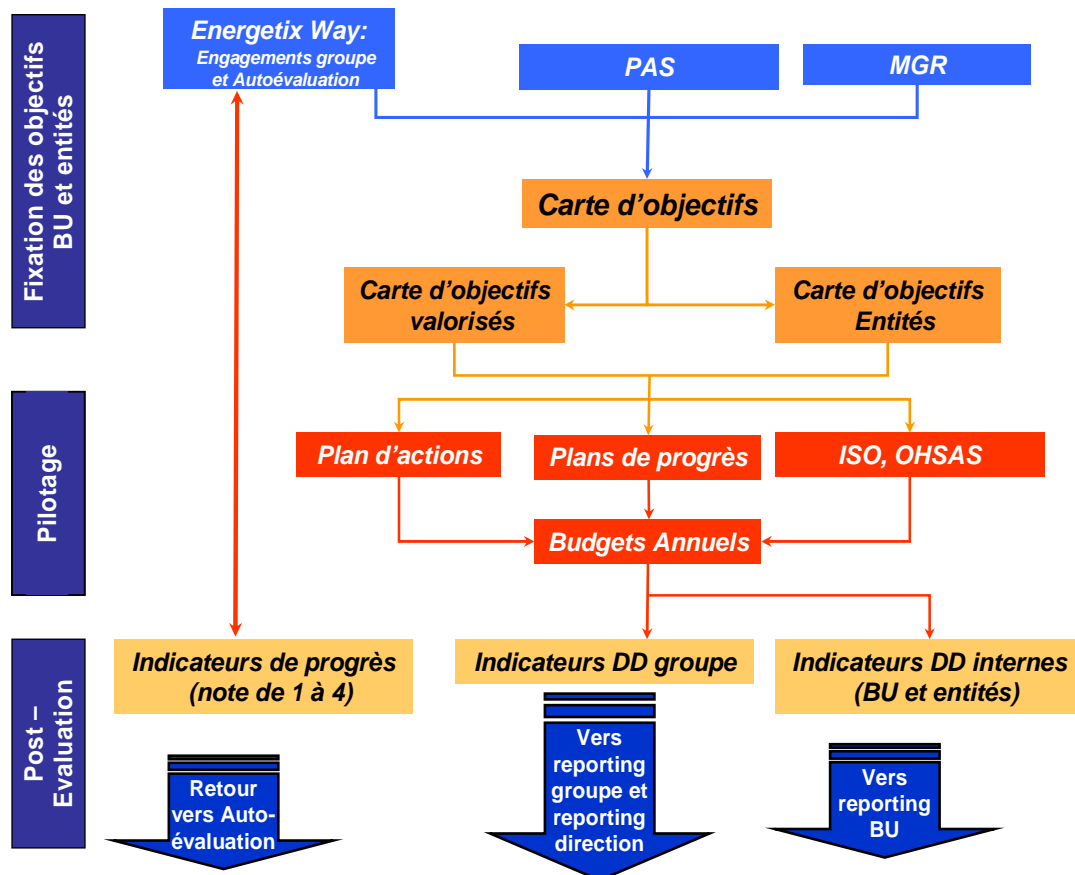 Fixation des objectifs
BU et entités
Energetix Way:
Engagements groupe
et Autoévaluation
PAS
MGR
Carte d’objectifs
Carte d’objectifs
valorisés
Carte d’objectifs
Entités
Pilotage
Plan d’actions
Plans de progrès
ISO, OHSAS
Budgets Annuels
Post –
Evaluation
Indicateurs de progrès
(note de 1 à 4)
Indicateurs DD groupe
Indicateurs DD internes
(BU et entités)
Retour
vers Auto-
évaluation
Vers
reporting
groupe et
reporting
direction
Vers
reporting
BU